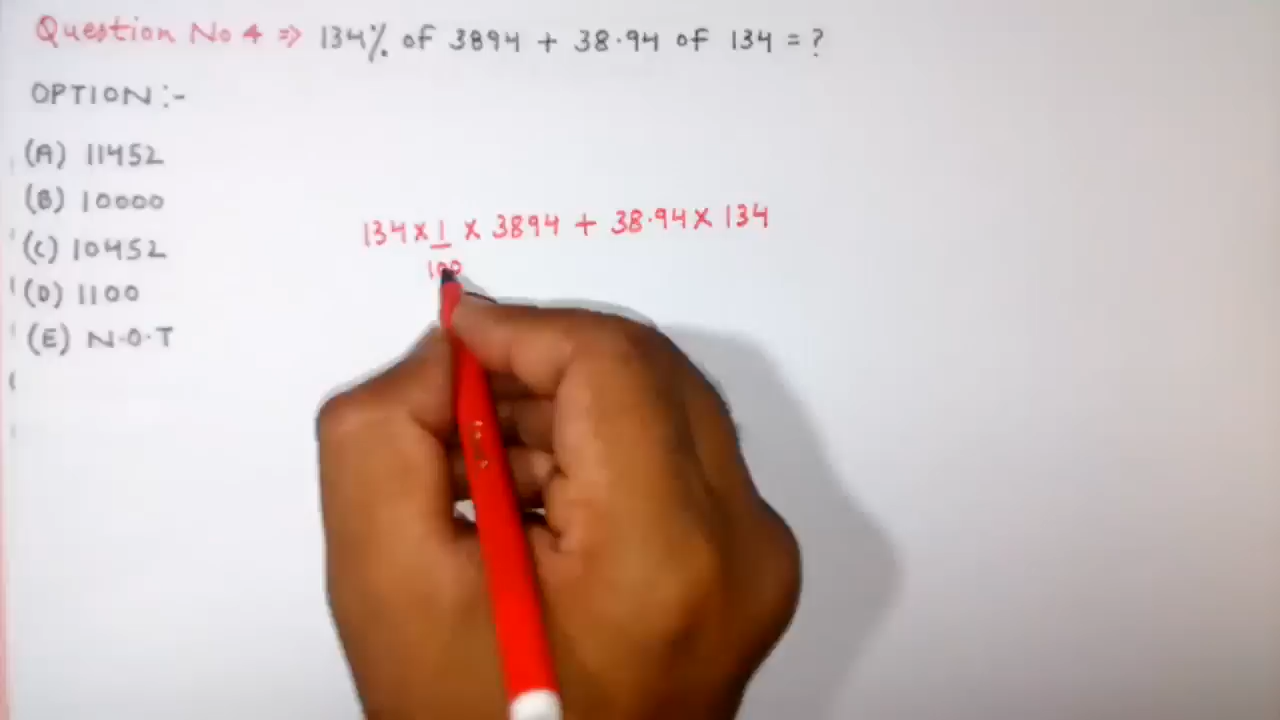 Question No 4 ⇒ 134% of 3894 + 38.94 of 134 = ?
OPTION :-
(A) 11452
(B) 10000
(C) 10452
(D) 1100
(E) N.O.T
134 × 1/100 × 3894 + 38.94 × 134